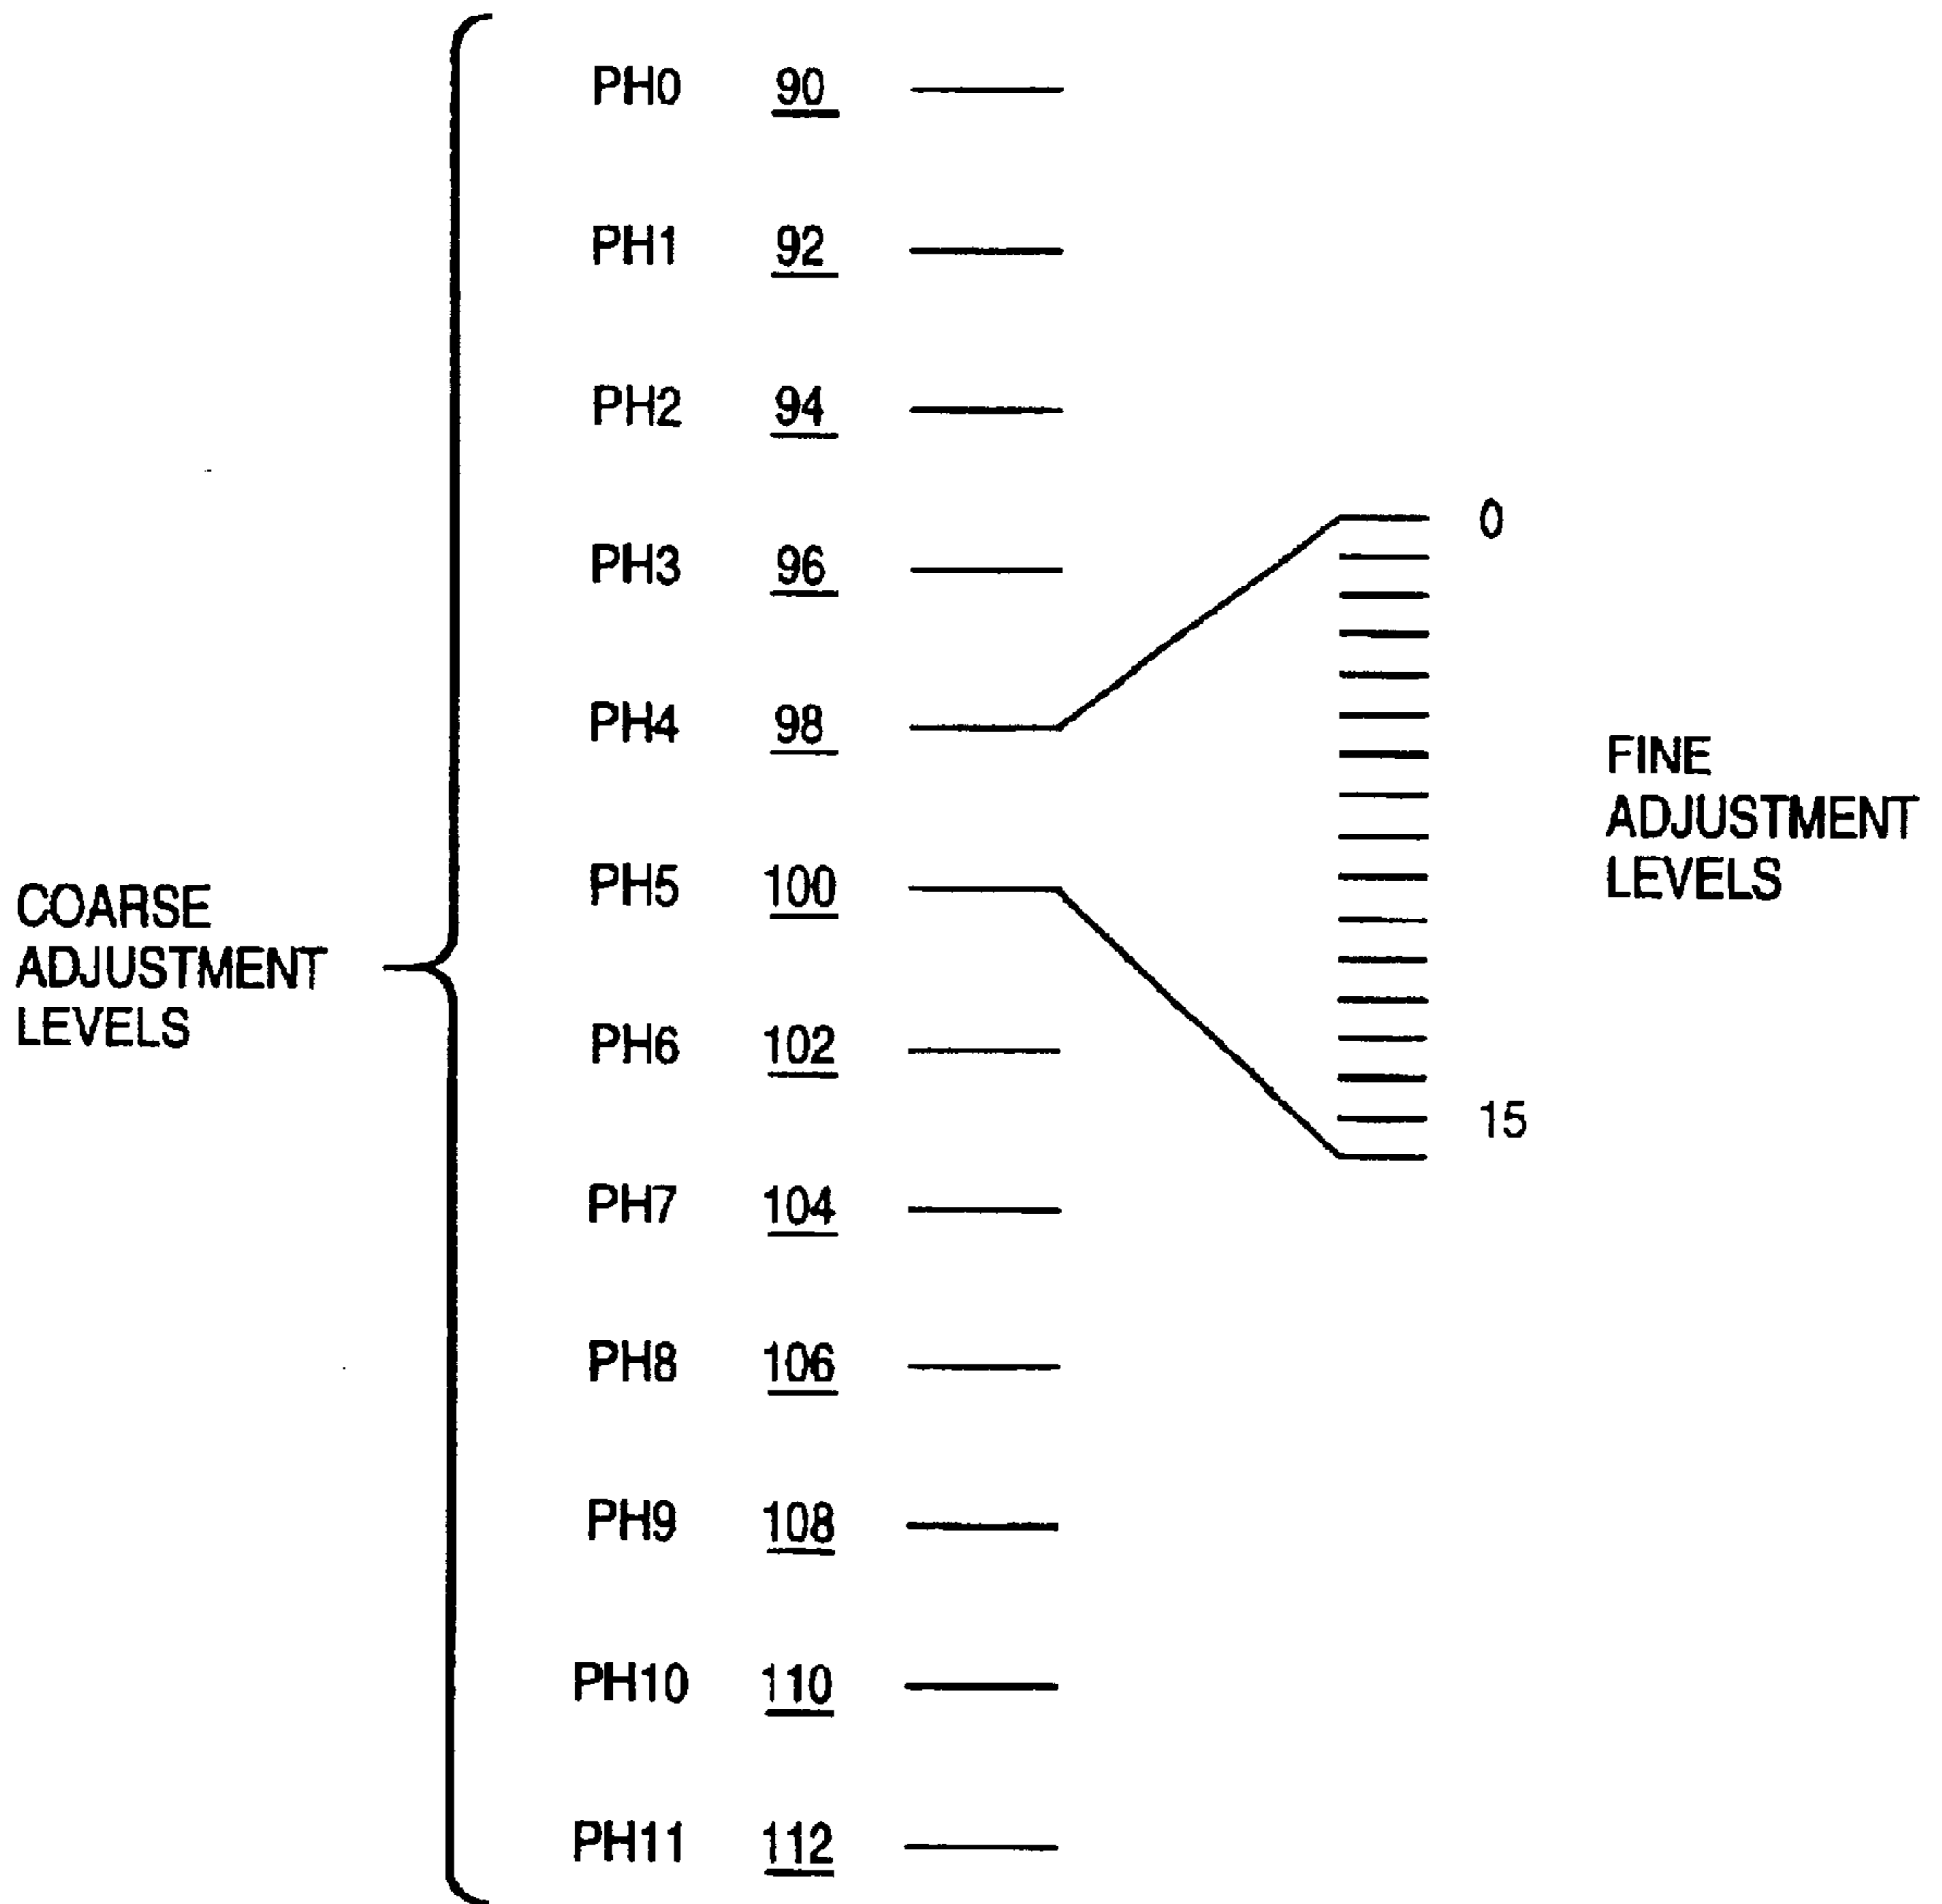 PH0 90
PH1 92
PH2 94
PH3 96
PH4 98
PH5 100
PH6 102
PH7 104
PH8 106
PH9 108
PH10 110
PH11 112
COARSE
ADJUSTMENT
LEVELS
0
15
FINE
ADJUSTMENT
LEVELS